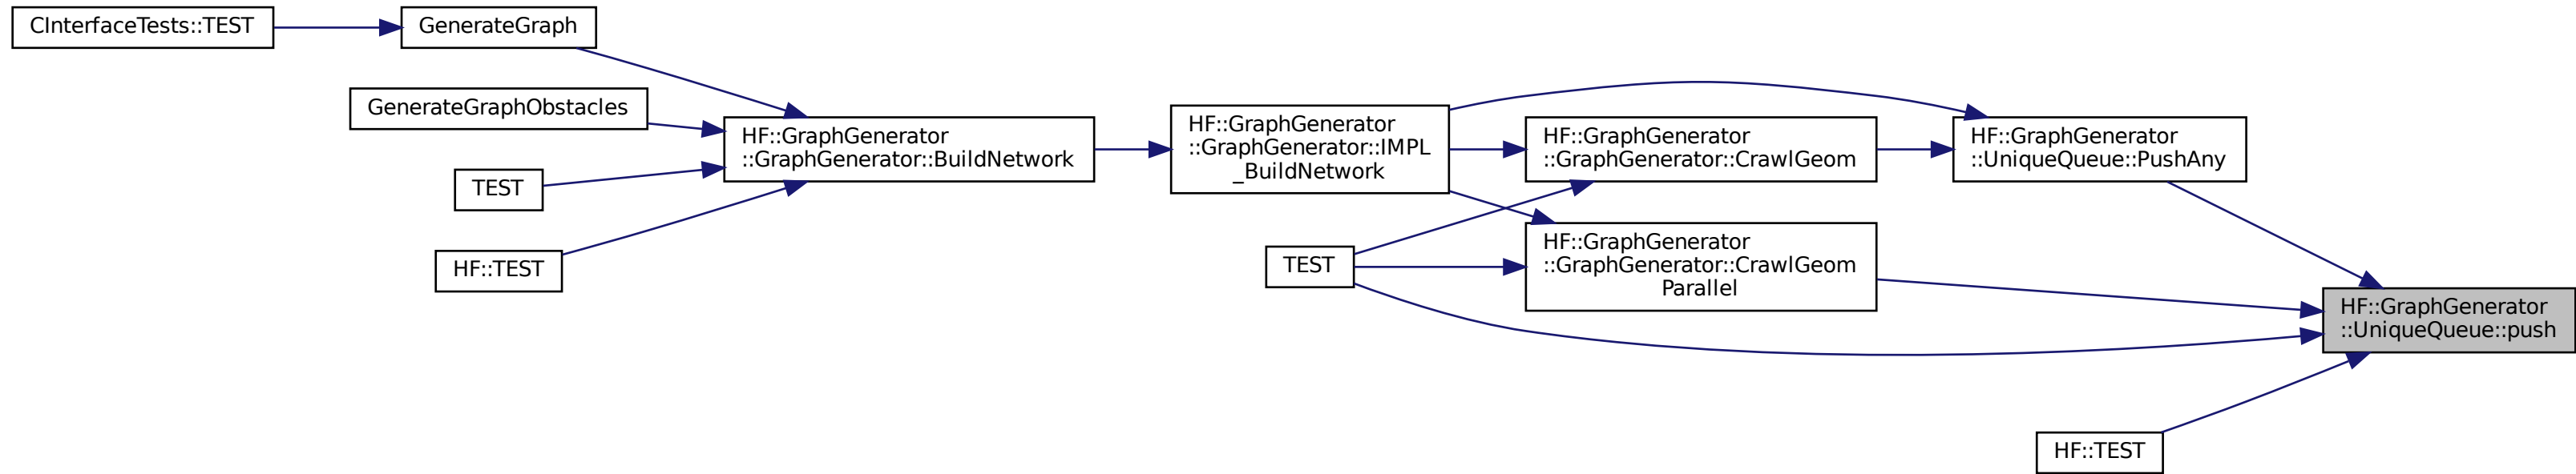 CInterfaceTests::TEST
GenerateGraph
GenerateGraphObstacles
TEST
HF::TEST
HF::GraphGenerator
::GraphGenerator::BuildNetwork
HF::GraphGenerator
::GraphGenerator::IMPL
_BuildNetwork
TEST
HF::GraphGenerator
::GraphGenerator::CrawlGeom
HF::GraphGenerator
::GraphGenerator::CrawlGeom
Parallel
HF::GraphGenerator
::UniqueQueue::PushAny
HF::GraphGenerator
::UniqueQueue::push
HF::TEST